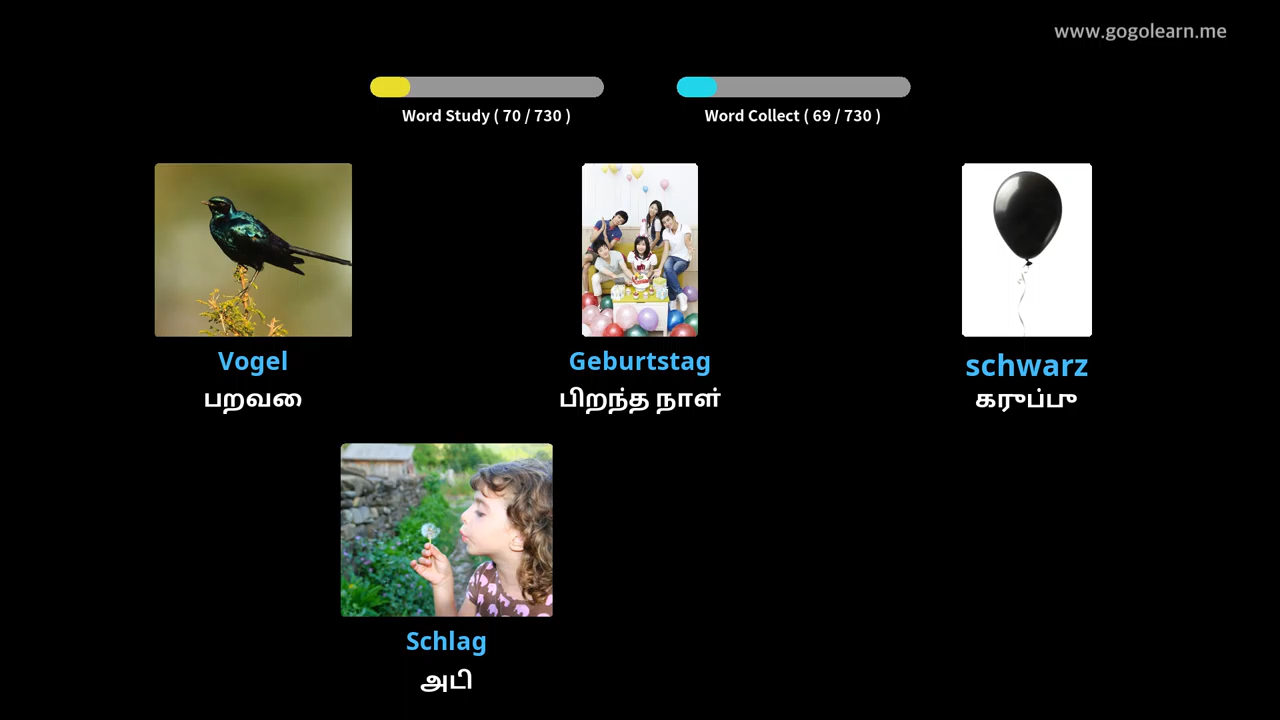 www.gogolearn.me
Word Study ( 70 / 730 )
Word Collect ( 69 / 730 )
Vogel
பறவை
Geburtstag
பிறந்த நாள்
schwarz
கருப்பு
Schlag
அடி